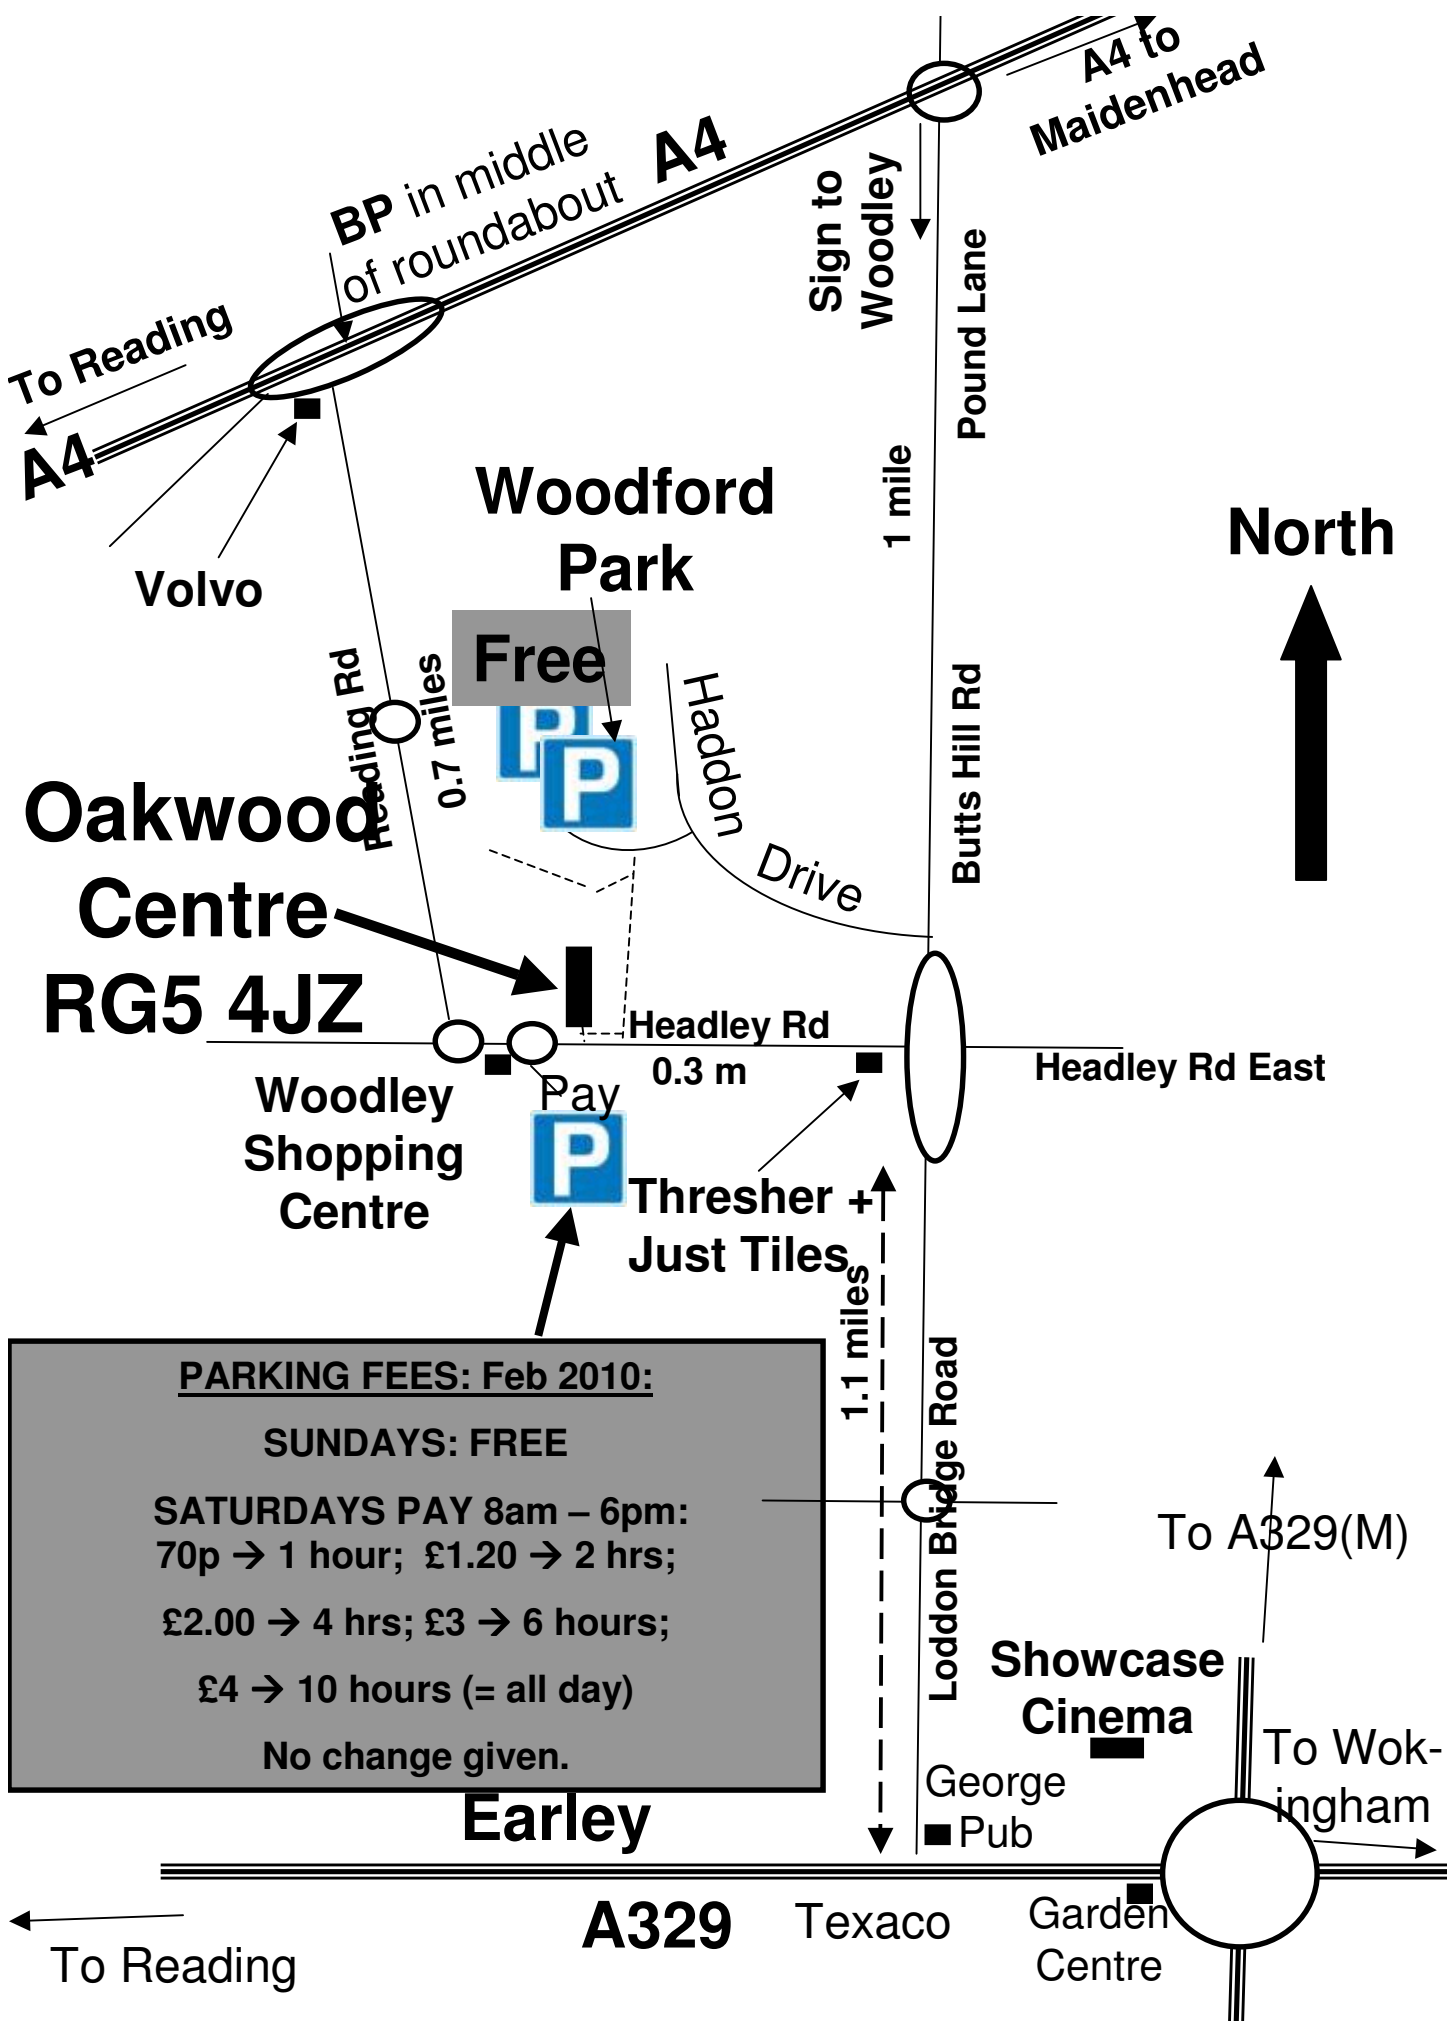 A4 to
Maidenhead
BP in middle
of roundabout
A4
Sign to
Woodley
Pound Lane
To Reading
A4
Volvo
Woodford
Park
1 mile
North
Free
P
P
Reading Rd
0.7 miles
Haddon
Drive
Butts Hill Rd
Oakwood
Centre
RG5 4JZ
Headley Rd
0.3 m
Headley Rd East
Woodley
Shopping
Centre
Pay
P
Thrresher +
Just Tiles
1.1 miles
Loddon Bridge Road
PARKING FEES: Feb 2010:
SUNDAYS: FREE
SATURDAYS PAY 8am – 6pm:
70p → 1 hour; £1.20 → 2 hrs;
£2.00 → 4 hrs; £3 → 6 hours;
£4 → 10 hours (= all day)
No change given.
To A329(M)
Showcase
Cinema
To Wok-
ingham
George
Pub
Earley
A329
Texaco
Garden
Centre
To Reading